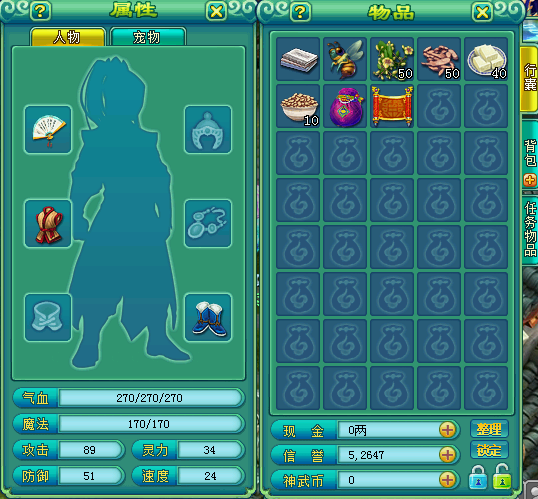 属性
人物 宠物
气血 270/270/270
魔法 170/170
攻击 89 灵力 34
防御 51 速度 24
物品
50 50 40
10
现金 0两
信誉 5,2647
神武币 0
整理
锁定
行囊
背包
任务物品